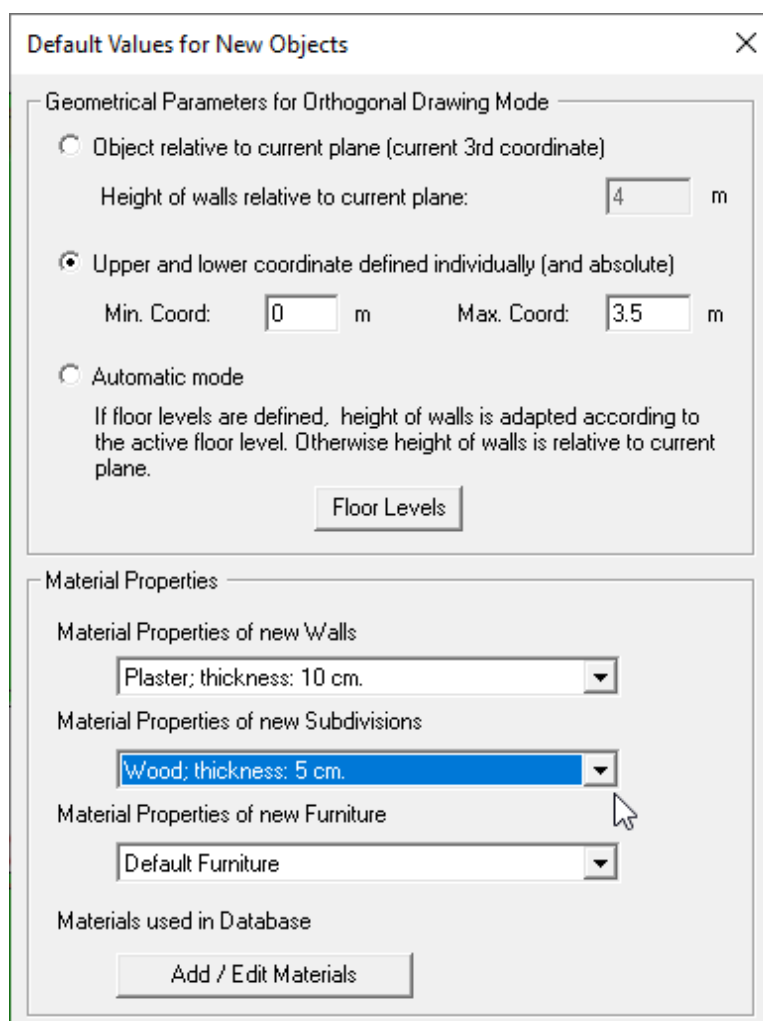 Default Values for New Objects
Geometrical Parameters for Orthogonal Drawing Mode
Object relative to current plane (current 3rd coordinate)
Height of walls relative to current plane: 4 m
Upper and lower coordinate defined individually (and absolute)
Min. Coord: 0 m Max. Coord: 3.5 m
Automatic mode
If floor levels are defined, height of walls is adapted according to
the active floor level. Otherwise height of walls is relative to current
plane.
Floor Levels
Material Properties
Material Properties of new Walls
Plaster; thickness: 10 cm.
Material Properties of new Subdivisions
Wood; thickness: 5 cm.
Material Properties of new Furniture
Default Furniture
Materials used in Database
Add / Edit Materials